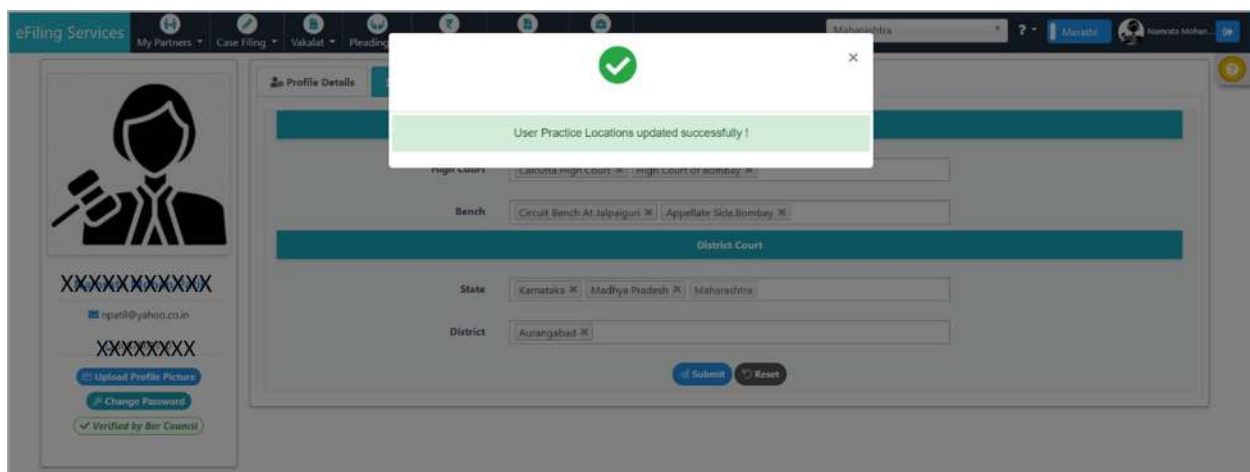 eFiling Services
My Partners
Case Filing
Vakalat
Pleading
Maharashtra
?
Marathi
Namrata Mohan...
×
Profile Details
?
User Practice Locations updated successfully !
High Court
Calcutta High Court ×
High Court of Bombay ×
Bench
Circuit Bench At Jalpaiguri ×
Appellate Side,Bombay ×
District Court
XXXXXXXXXXX
State
Karnataka ×
Madhya Pradesh ×
Maharashtra
npatil@yahoo.co.in
District
Aurangabad ×
XXXXXXXX
Upload Profile Picture
Submit
Reset
Change Password
Verified by Bar Council